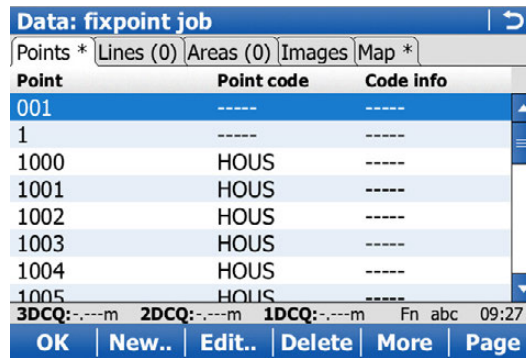 Data: fixpoint job
Points * Lines (0) Areas (0) Images Map *
Point Point code Code info
001 ----- -----
1 ----- -----
1000 HOUS -----
1001 HOUS -----
1002 HOUS -----
1003 HOUS -----
1004 HOUS -----
1005 HOUS -----
3DCQ:-.---m 2DCQ:-.---m 1DCQ:-.---m Fn abc 09:27
OK New.. Edit.. Delete More Page